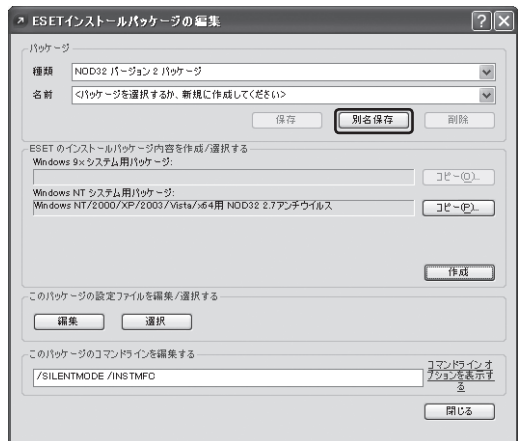 ESETインストールパッケージの編集
パッケージ
種類 NOD32 バージョン 2 パッケージ
名前 <パッケージを選択するか、新規に作成してください>
保存 別名保存 削除
ESET のインストールパッケージ内容を作成/選択する
Windows 9x システム用パッケージ:
コピー(O)...
Windows NT システム用パッケージ:
Windows NT/2000/XP/2003/Vista/x64用 NOD32 2.7アンチウイルス
コピー(P)...
作成
このパッケージの設定ファイルを編集/選択する
編集 選択
このパッケージのコマンドラインを編集する
/SILENTMODE /INSTMFC
コマンドライン オ
プションを表示す
る
閉じる